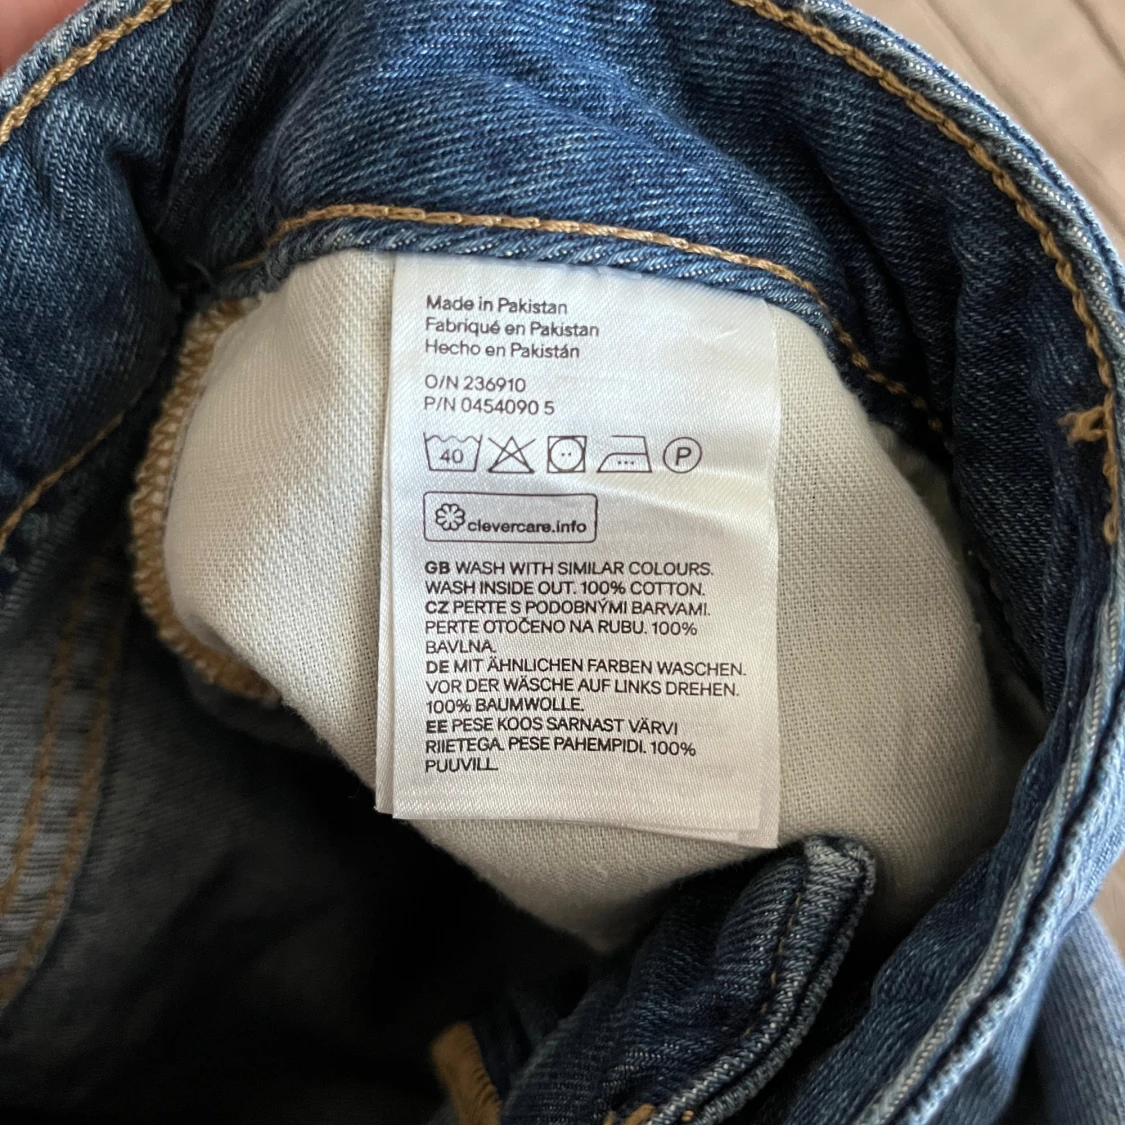 Made in Pakistan
Fabriqué en Pakistan
Hecho en Pakistán
O/N 236910
P/N 0454090 5
40 P
clevercare.info
GB WASH WITH SIMILAR COLOURS.
WASH INSIDE OUT. 100% COTTON.
CZ PERTE S PODOBNÝMI BARVAMI.
PERTE OTOČENO NA RUBU. 100%
BAVLNA.
DE MIT ÄHNLICHEN FARBEN WASCHEN.
VOR DER WÄSCHE AUF LINKS DREHEN.
100% BAUMWOLLE.
EE PESE KOOS SARNAST VÄRVI
RIIETEGA. PESE PAHEMPIDI. 100%
PUUVILL.